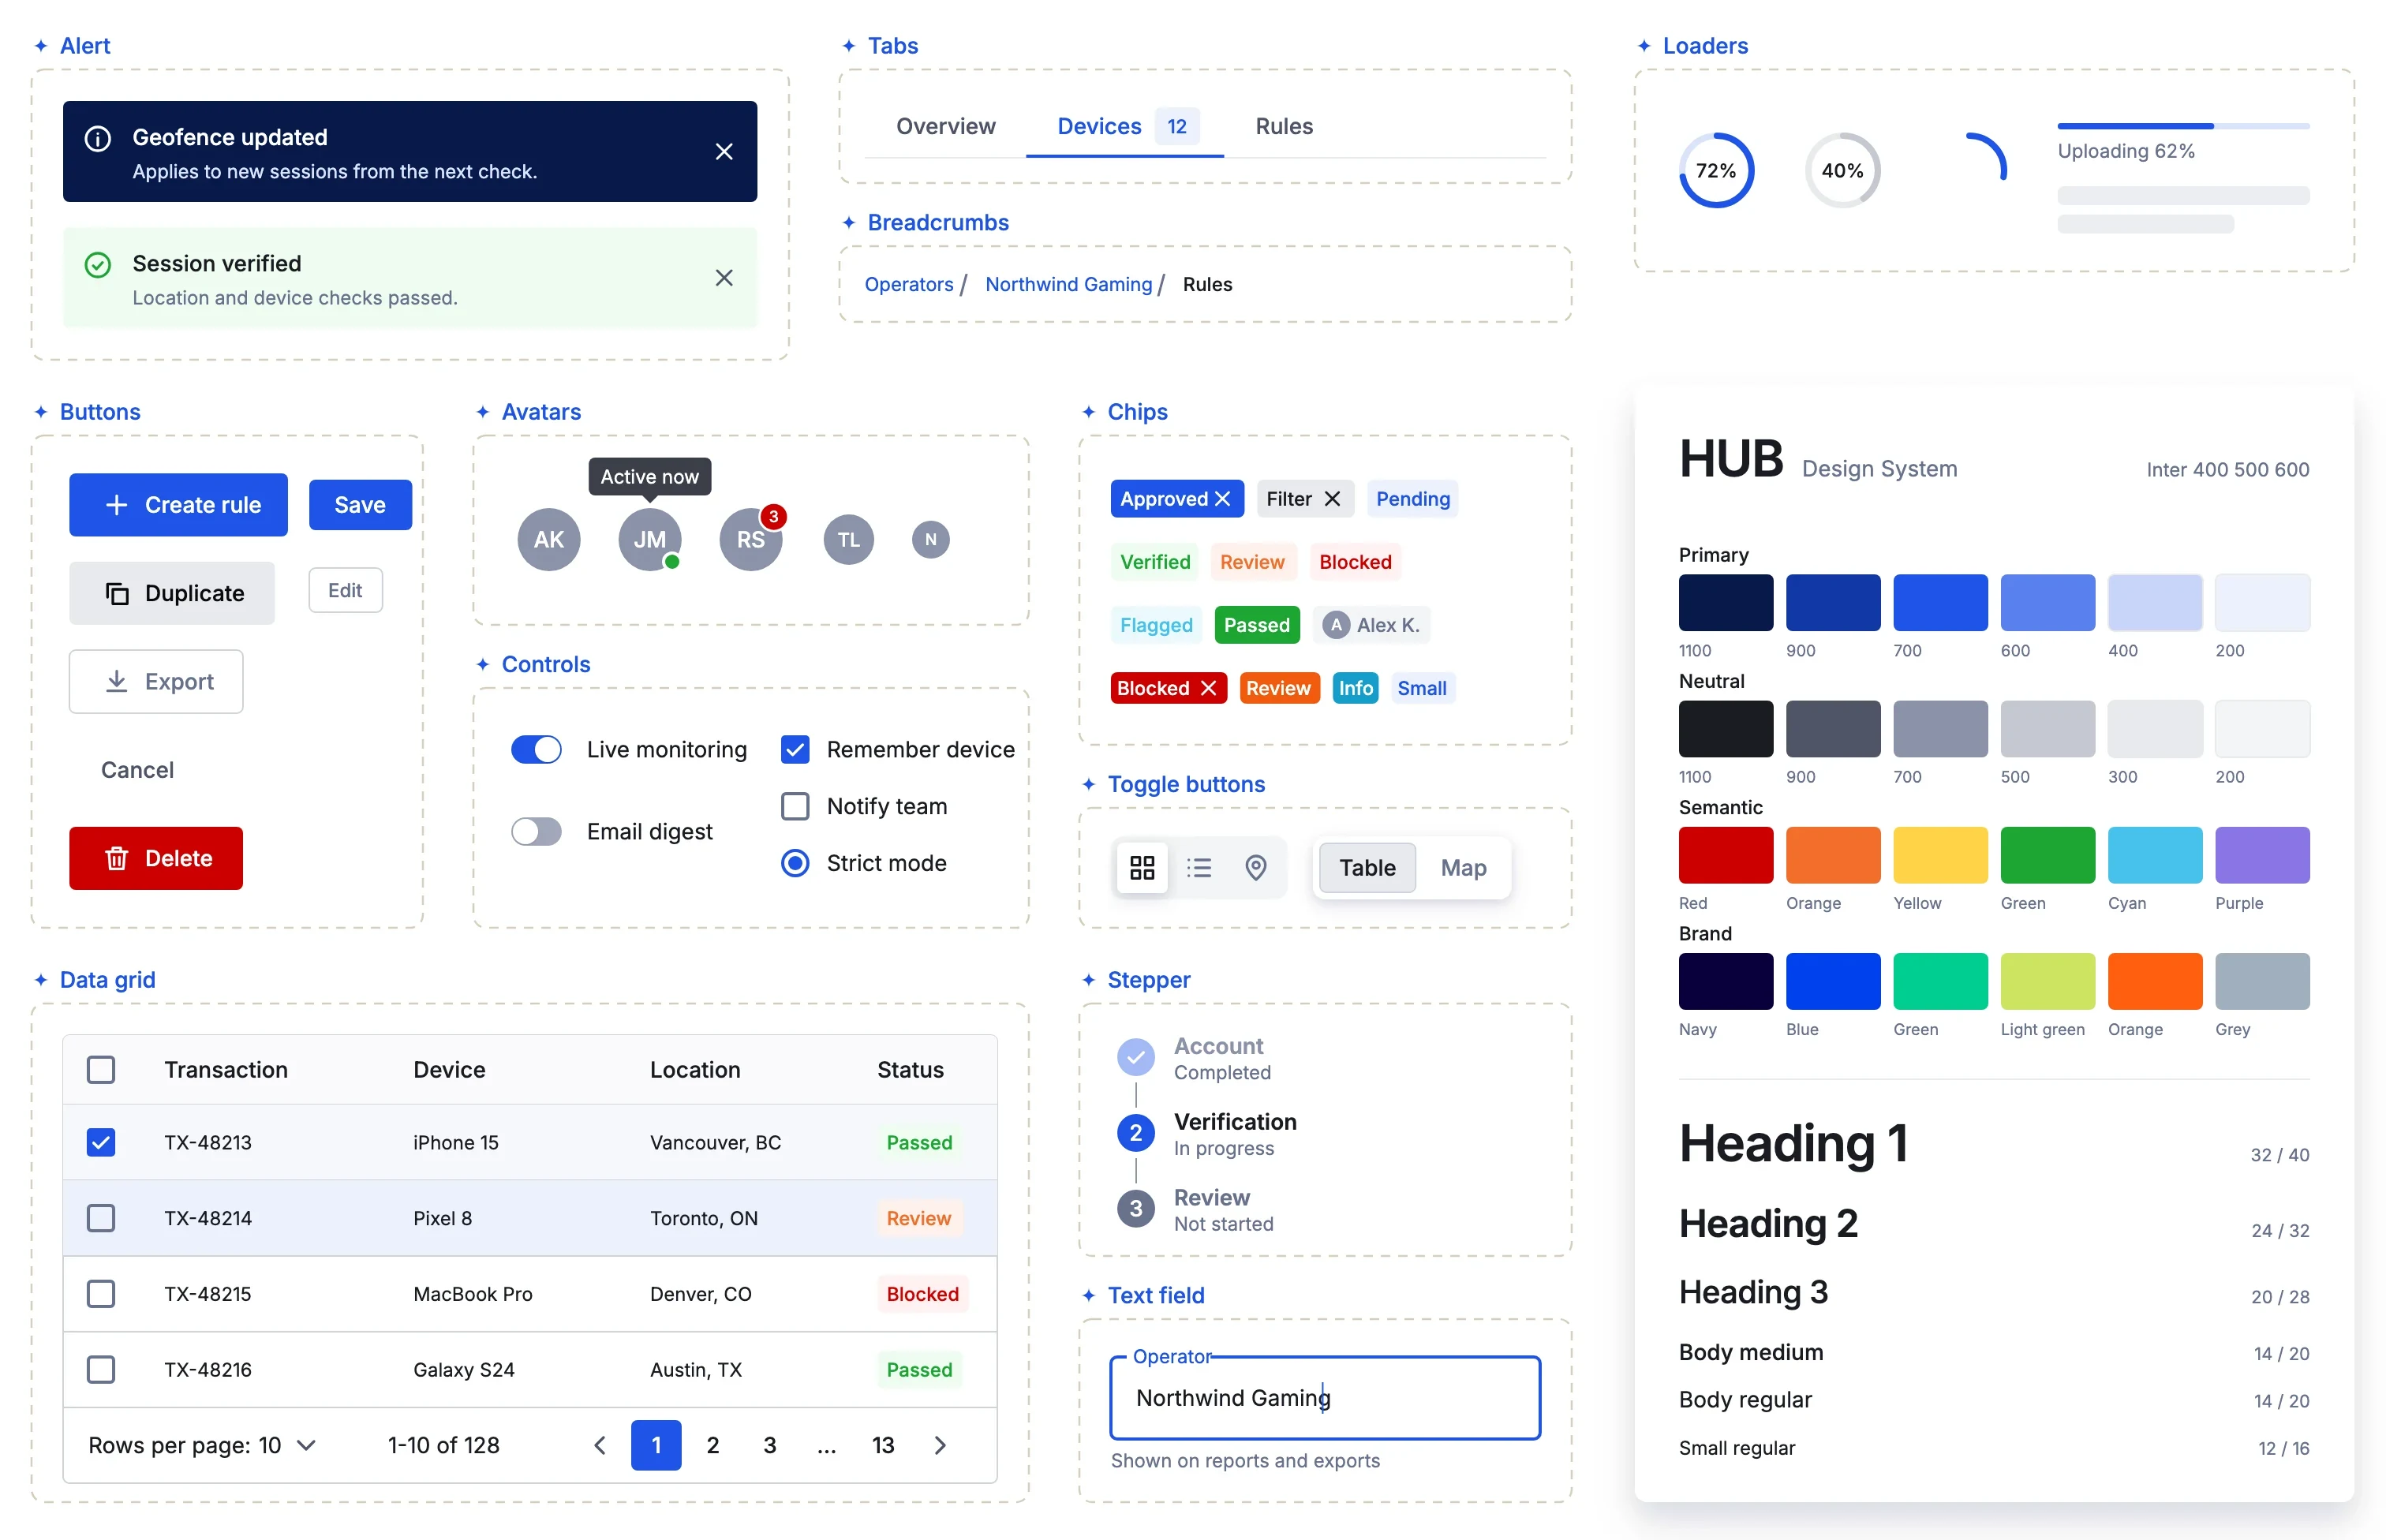 Alert
Geofence updated
Applies to new sessions from the next check.
Session verified
Location and device checks passed.
Tabs
Overview Devices 12 Rules
Breadcrumbs
Operators / Northwind Gaming / Rules
Loaders
72% 40%
Uploading 62%
Buttons
Create rule Save
Duplicate Edit
Export
Cancel
Delete
Avatars
Active now
AK JM RS 3 TL N
Controls
Live monitoring
Email digest
Remember device
Notify team
Strict mode
Chips
Approved Filter Pending
Verified Review Blocked
Flagged Passed A Alex K.
Blocked Review Info Small
Toggle buttons
Table Map
Data grid
Transaction Device Location Status
TX-48213 iPhone 15 Vancouver, BC Passed
TX-48214 Pixel 8 Toronto, ON Review
TX-48215 MacBook Pro Denver, CO Blocked
TX-48216 Galaxy S24 Austin, TX Passed
Rows per page: 10 1-10 of 128 1 2 3 ... 13
Stepper
Account
Completed
2 Verification
In progress
3 Review
Not started
Text field
Operator
Northwind Gaming
Shown on reports and exports
HUB Design System Inter 400 500 600
Primary
1100 900 700 600 400 200
Neutral
1100 900 700 500 300 200
Semantic
Red Orange Yellow Green Cyan Purple
Brand
Navy Blue Green Light green Orange Grey
Heading 1 32 / 40
Heading 2 24 / 32
Heading 3 20 / 28
Body medium 14 / 20
Body regular 14 / 20
Small regular 12 / 16